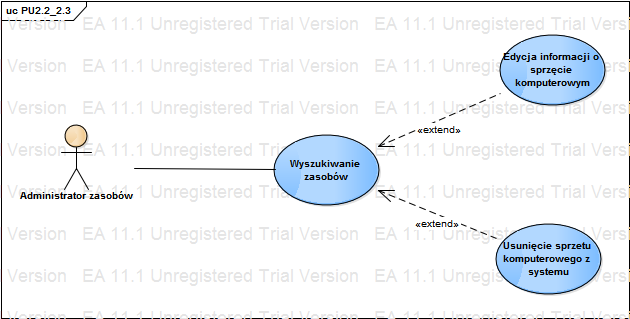 uc PU2.2_2.3
Version EA 11.1 Unregistered Trial Version EA 11.1 Unregistered Trial Version
Version EA 11.1 Unregistered Trial Version EA 11.1 Unregistered Trial Version
Edycja informacji o
sprzęcie
komputerowym
Version EA 11.1 Unregistered Trial Version EA 11.1 Unregistered Trial Version
«extend»
Version EA 11.1 Unregistered Trial Version EA 11.1 Unregistered Trial Version
Wyszukiwanie
zasobów
Administrator zasobów
Version EA 11.1 Unregistered Trial Version EA 11.1 Unregistered Trial Version
«extend»
Version EA 11.1 Unregistered Trial Version EA 11.1 Unregistered Trial Version
Usunięcie sprzetu
komputerowego z
systemu
Version EA 11.1 Unregistered Trial Version EA 11.1 Unregistered Trial Version
Version EA 11.1 Unregistered Trial Version EA 11.1 Unregistered Trial Version